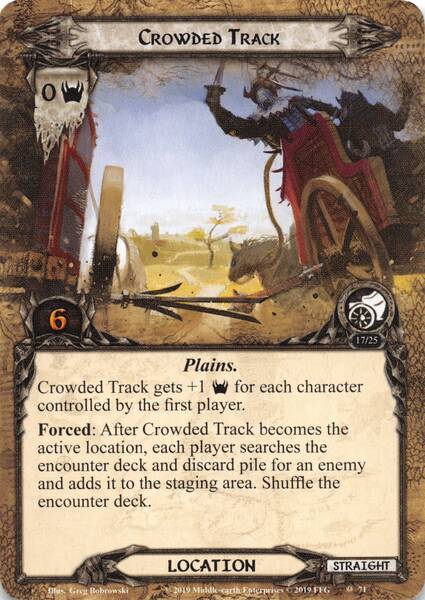 CROWDED TRACK
0
6
17/25
Plains.
Crowded Track gets +1 for each character
controlled by the first player.
Forced: After Crowded Track becomes the
active location, each player searches the
encounter deck and discard pile for an enemy
and adds it to the staging area. Shuffle the
encounter deck.
LOCATION
STRAIGHT
Illus. Greg Bobrowski
© 2019 Middle-earth Enterprises © 2019 FFG
71